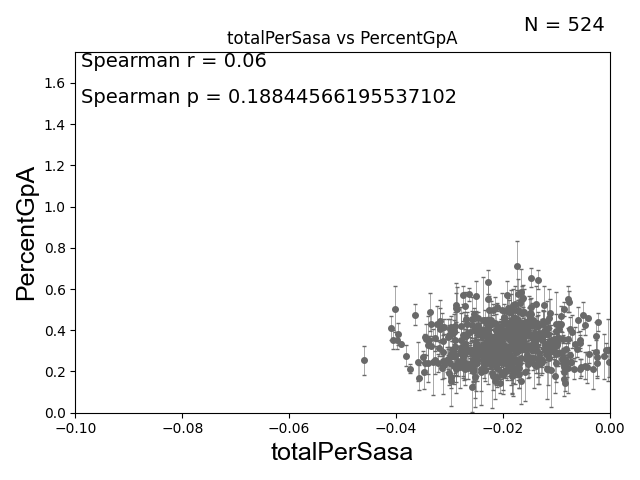 N = 524
totalPerSasa vs PercentGpA
Spearman r = 0.06
Spearman p = 0.18844566195537102
PercentGpA
1.6
1.4
1.2
1.0
0.8
0.6
0.4
0.2
0.0
−0.10 −0.08 −0.06 −0.04 −0.02 0.00
totalPerSasa